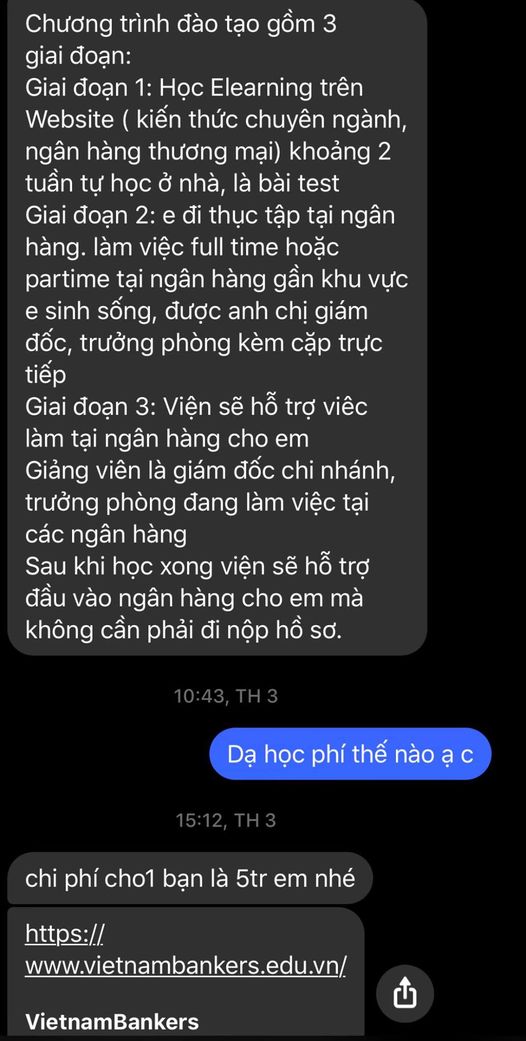 Chương trình đào tạo gồm 3
giai đoạn:
Giai đoạn 1: Học Elearning trên
Website ( kiến thức chuyên ngành,
ngân hàng thương mại) khoảng 2
tuần tự học ở nhà, là bài test
Giai đoạn 2: e đi thục tập tại ngân
hàng. làm việc full time hoặc
partime tại ngân hàng gần khu vực
e sinh sống, được anh chị giám
đốc, trưởng phòng kèm cặp trực
tiếp
Giai đoạn 3: Viện sẽ hỗ trợ viêc
làm tại ngân hàng cho em
Giảng viên là giám đốc chi nhánh,
trưởng phòng đang làm việc tại
các ngân hàng
Sau khi học xong viện sẽ hỗ trợ
đầu vào ngân hàng cho em mà
không cần phải đi nộp hồ sơ.
10:43, TH 3
Dạ học phí thế nào ạ c
15:12, TH 3
chi phí cho1 bạn là 5tr em nhé
https://
www.vietnambankers.edu.vn/
VietnamBankers